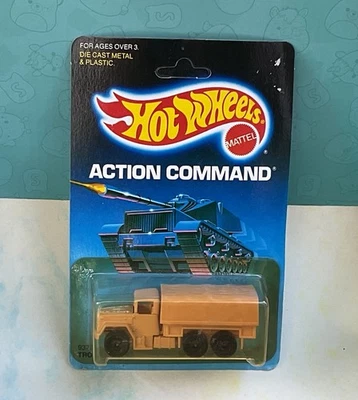 FOR AGES OVER 3.
DIE CAST METAL
& PLASTIC.
Hot Wheels®
MATTEL
ACTION COMMAND®